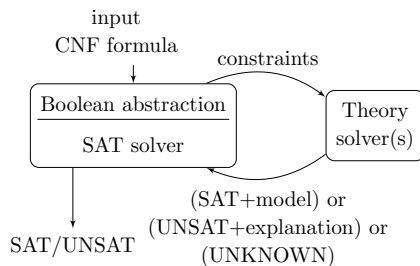 input
CNF formula
constraints
Boolean abstraction
SAT solver
Theory
solver(s)
(SAT+model) or
(UNSAT+explanation) or
(UNKNOWN)
SAT/UNSAT